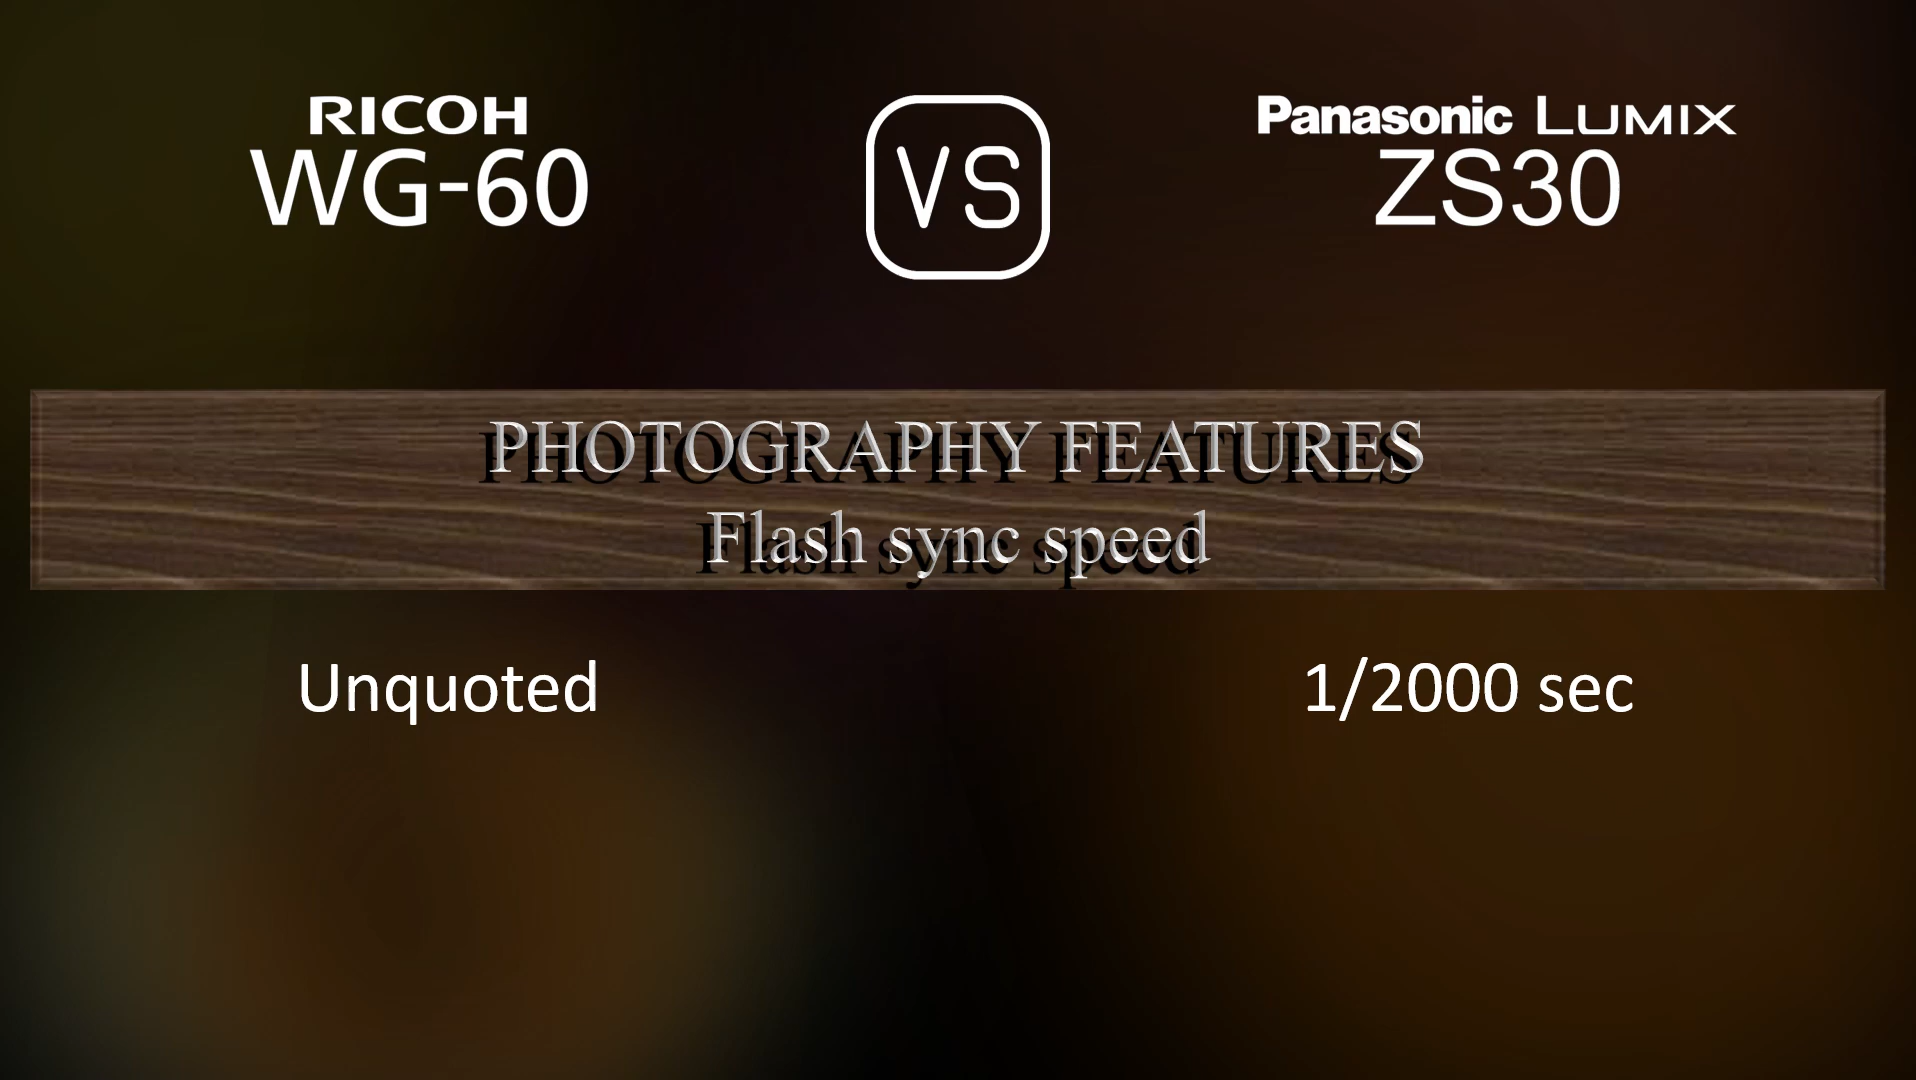 RICOH
WG-60
VS
Panasonic LUMIX
ZS30
PHOTOGRAPHY FEATURES
Flash sync speed
Unquoted
1/2000 sec